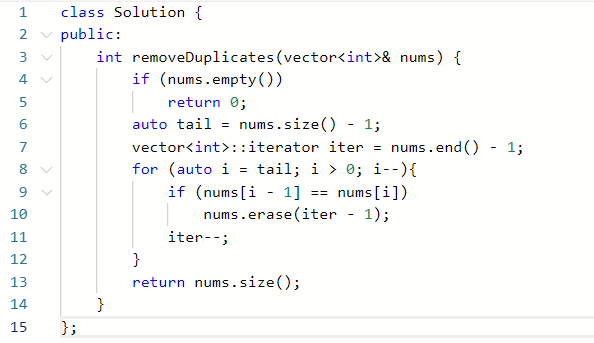 1 class Solution {
2 public:
3     int removeDuplicates(vector<int>& nums) {
4         if (nums.empty())
5             return 0;
6         auto tail = nums.size() - 1;
7         vector<int>::iterator iter = nums.end() - 1;
8         for (auto i = tail; i > 0; i--){
9             if (nums[i - 1] == nums[i])
10                 nums.erase(iter - 1);
11             iter--;
12         }
13         return nums.size();
14     }
15 };